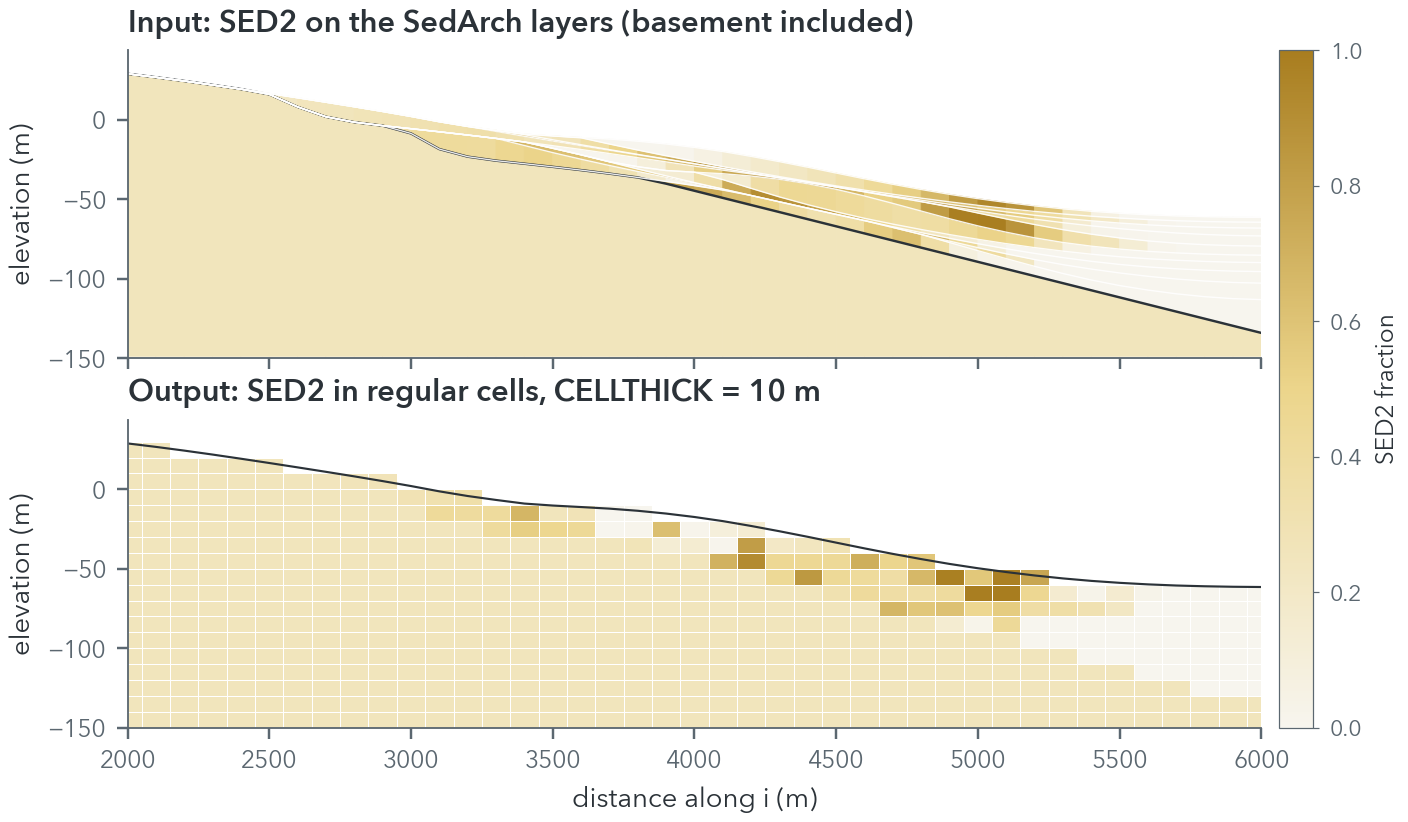 Input: SED2 on the SedArch layers (basement included)
elevation (m)
0
−50
−100
−150
Output: SED2 in regular cells, CELLTHICK = 10 m
elevation (m)
0
−50
−100
−150
2000 2500 3000 3500 4000 4500 5000 5500 6000
distance along i (m)
1.0
0.8
0.6
0.4
0.2
0.0
SED2 fraction